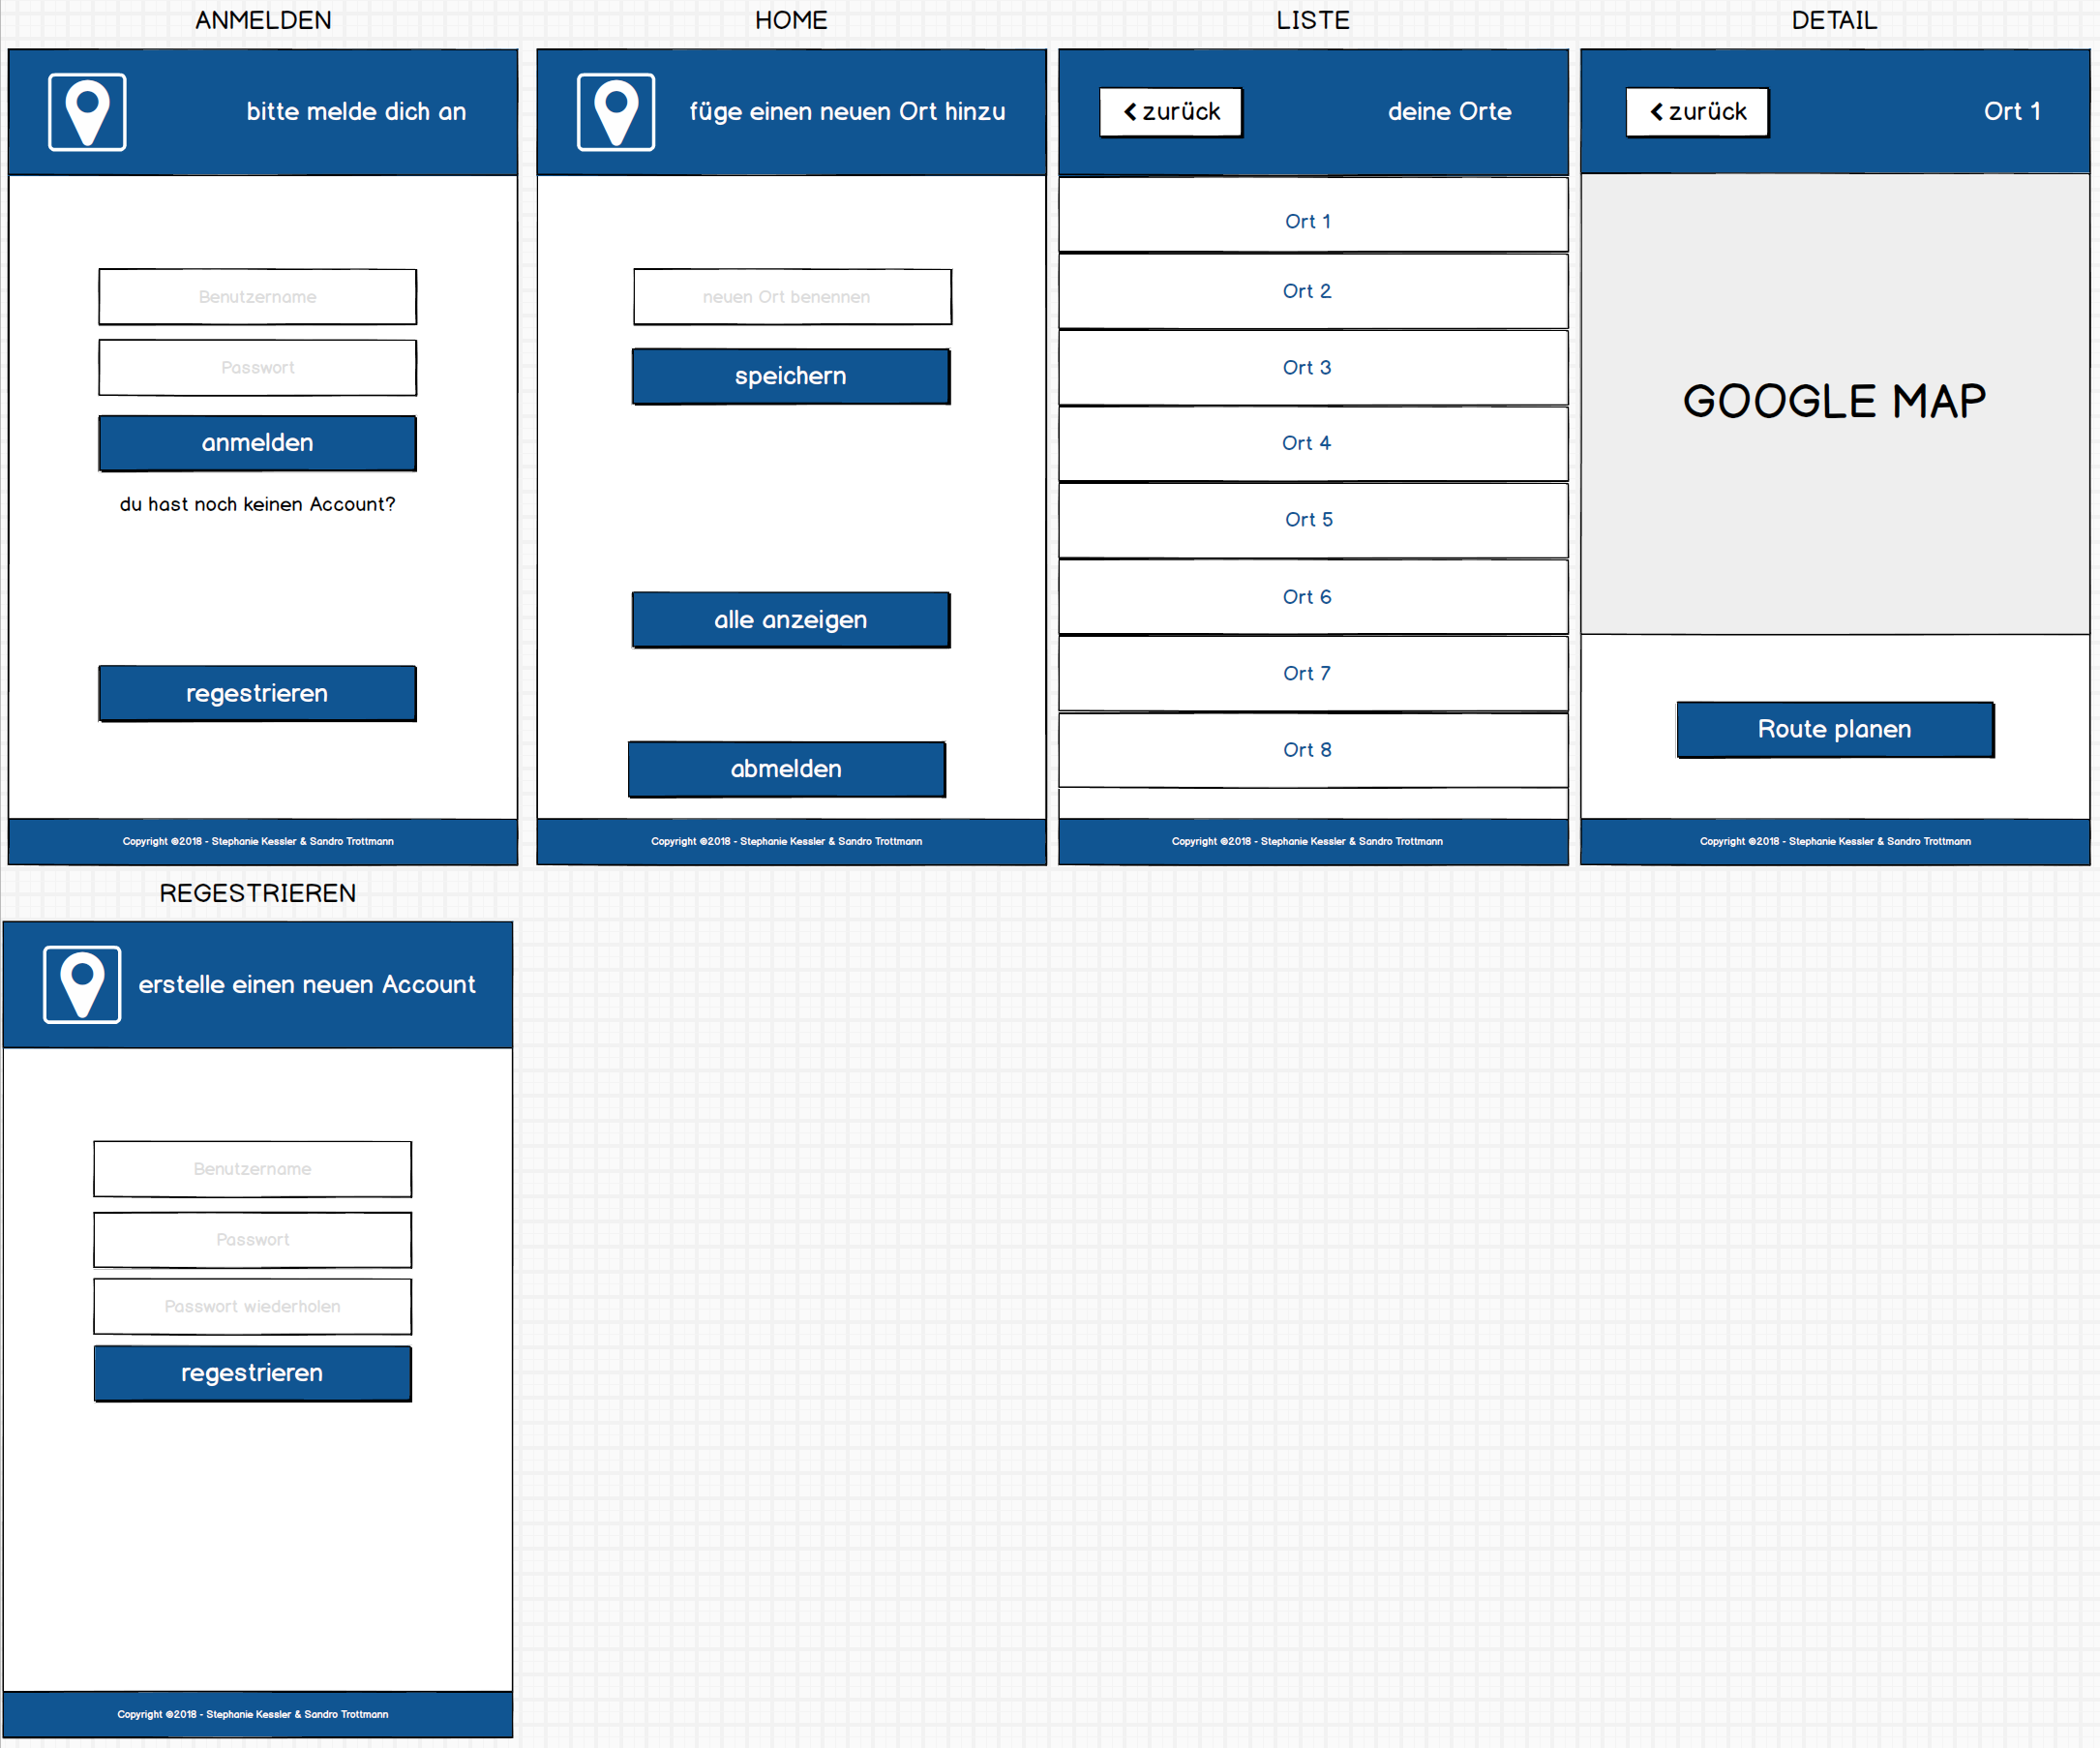 ANMELDEN
bitte melde dich an
Benutzername
Passwort
anmelden
du hast noch keinen Account?
regestrieren
Copyright ©2018 - Stephanie Kessler & Sandro Trottmann
HOME
füge einen neuen Ort hinzu
neuen Ort benennen
speichern
alle anzeigen
abmelden
Copyright ©2018 - Stephanie Kessler & Sandro Trottmann
LISTE
zurück
deine Orte
Ort 1
Ort 2
Ort 3
Ort 4
Ort 5
Ort 6
Ort 7
Ort 8
Copyright ©2018 - Stephanie Kessler & Sandro Trottmann
DETAIL
zurück
Ort 1
GOOGLE MAP
Route planen
Copyright ©2018 - Stephanie Kessler & Sandro Trottmann
REGESTRIEREN
erstelle einen neuen Account
Benutzername
Passwort
Passwort wiederholen
regestrieren
Copyright ©2018 - Stephanie Kessler & Sandro Trottmann